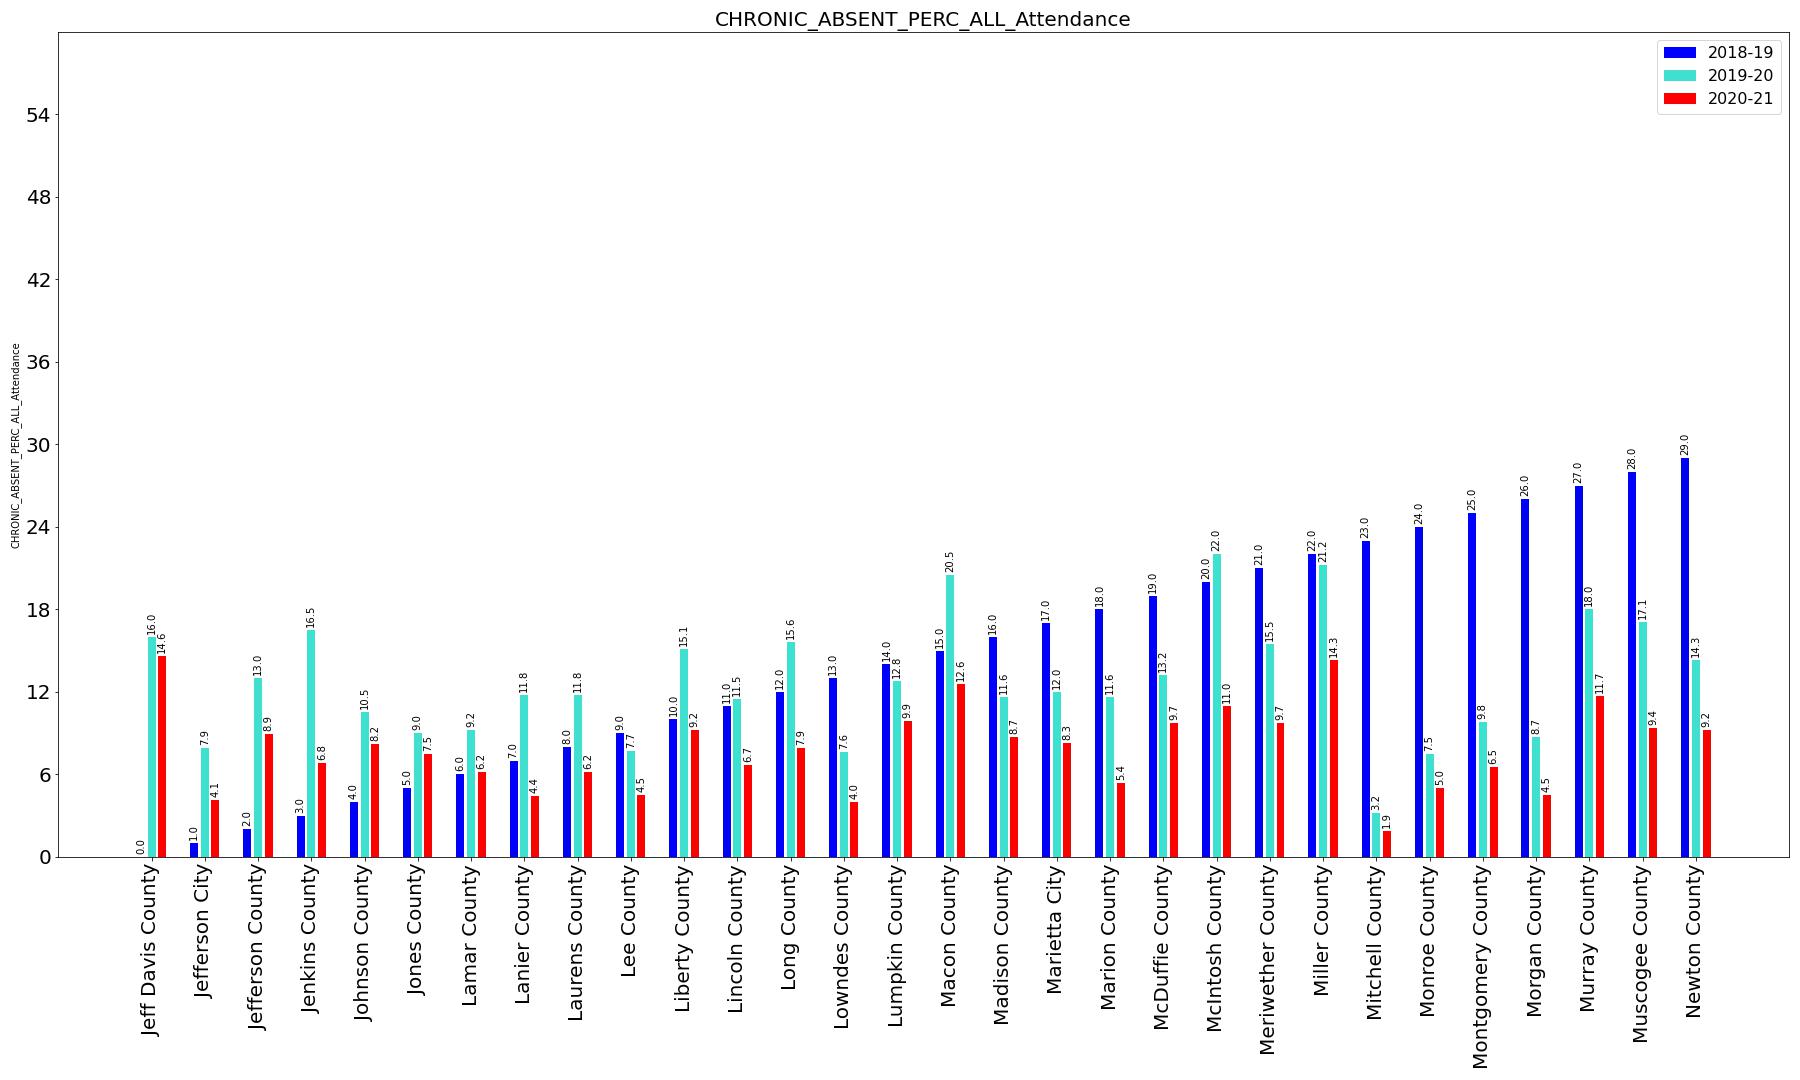 CHRONIC_ABSENT_PERC_ALL_Attendance
2018-19
2019-20
2020-21
CHRONIC_ABSENT_PERC_ALL_Attendance
54
48
42
36
30
24
18
12
6
0
0.0 16.0 14.6
1.0 7.9 4.1
2.0 13.0 8.9
3.0 16.5 6.8
4.0 10.5 8.2
5.0 9.0 7.5
6.0 9.2 6.2
7.0 11.8 4.4
8.0 11.8 6.2
9.0 7.7 4.5
10.0 15.1 9.2
11.0 11.5 6.7
12.0 15.6 7.9
13.0 7.6 4.0
14.0 12.8 9.9
15.0 20.5 12.6
16.0 11.6 8.7
17.0 12.0 8.3
18.0 11.6 5.4
19.0 13.2 9.7
20.0 22.0 11.0
21.0 15.5 9.7
22.0 21.2 14.3
23.0 3.2 1.9
24.0 7.5 5.0
25.0 9.8 6.5
26.0 8.7 4.5
27.0 18.0 11.7
28.0 17.1 9.4
29.0 14.3 9.2
Jeff Davis County
Jefferson City
Jefferson County
Jenkins County
Johnson County
Jones County
Lamar County
Lanier County
Laurens County
Lee County
Liberty County
Lincoln County
Long County
Lowndes County
Lumpkin County
Macon County
Madison County
Marietta City
Marion County
McDuffie County
McIntosh County
Meriwether County
Miller County
Mitchell County
Monroe County
Montgomery County
Morgan County
Murray County
Muscogee County
Newton County